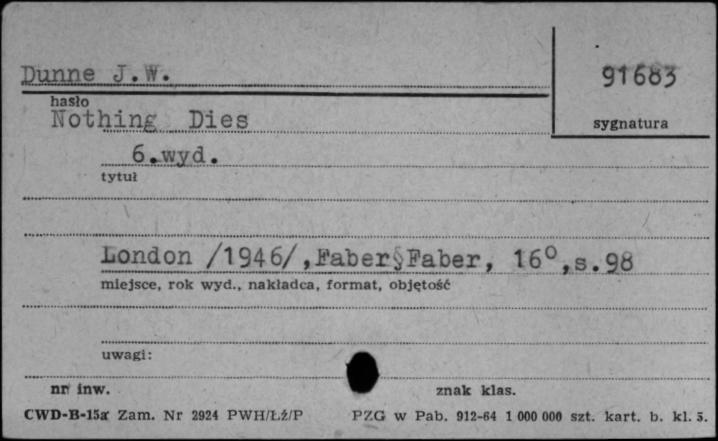 Dunne J.W.
91683
hasło
sygnatura
Nothing Dies
6.wyd.
tytuł
London /1946/,Faber§Faber, 16°,s.98
miejsce, rok wyd., nakładca, format, objętość
uwagi:
nr inw.
znak klas.
CWD-B-15a Zam. Nr 2924 PWH/Łź/P
PZG w Pab. 912-64 1 000 000 szt. kart. b. kl. 5.